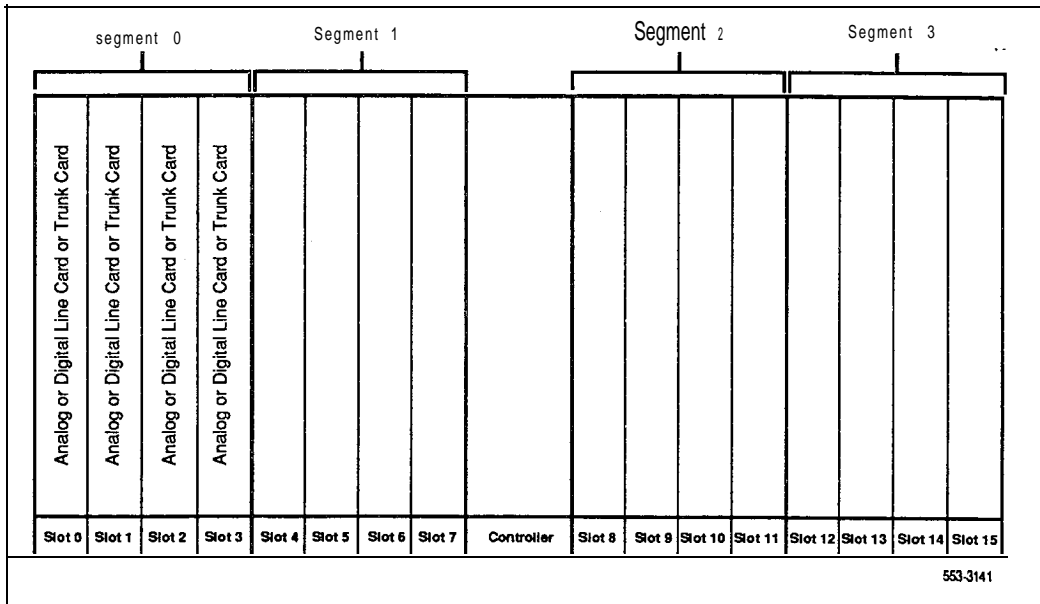 segment 0
Segment 1
Segment 2
Segment 3
Analog or Digital Line Card or Trunk Card
Analog or Digital Line Card or Trunk Card
Analog or Digital Line Card or Trunk Card
Analog or Digital Line Card or Trunk Card
Slot 0 Slot 1 Slot 2 Slot 3 Slot 4 Slot 5 Slot 6 Slot 7 Controller Slot 8 Slot 9 Slot 10 Slot 11 Slot 12 Slot 13 Slot 14 Slot 15
553-3141